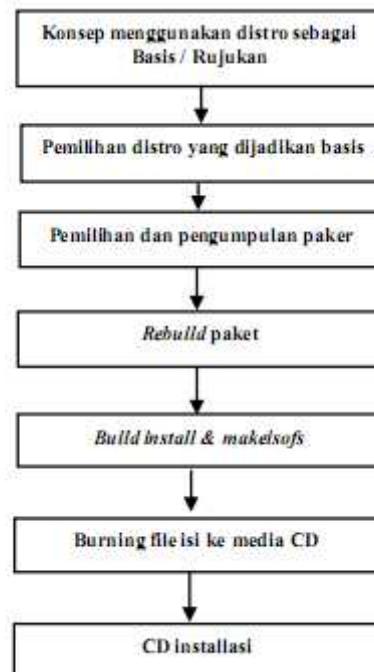 Konsep menggunakan distro sebagai
Basis / Rujukan
Pemilihan distro yang dijadikan basis
Pemilihan dan pengumpulan paker
Rebuild paket
Build install & makeisofs
Burning file isi ke media CD
CD installasi